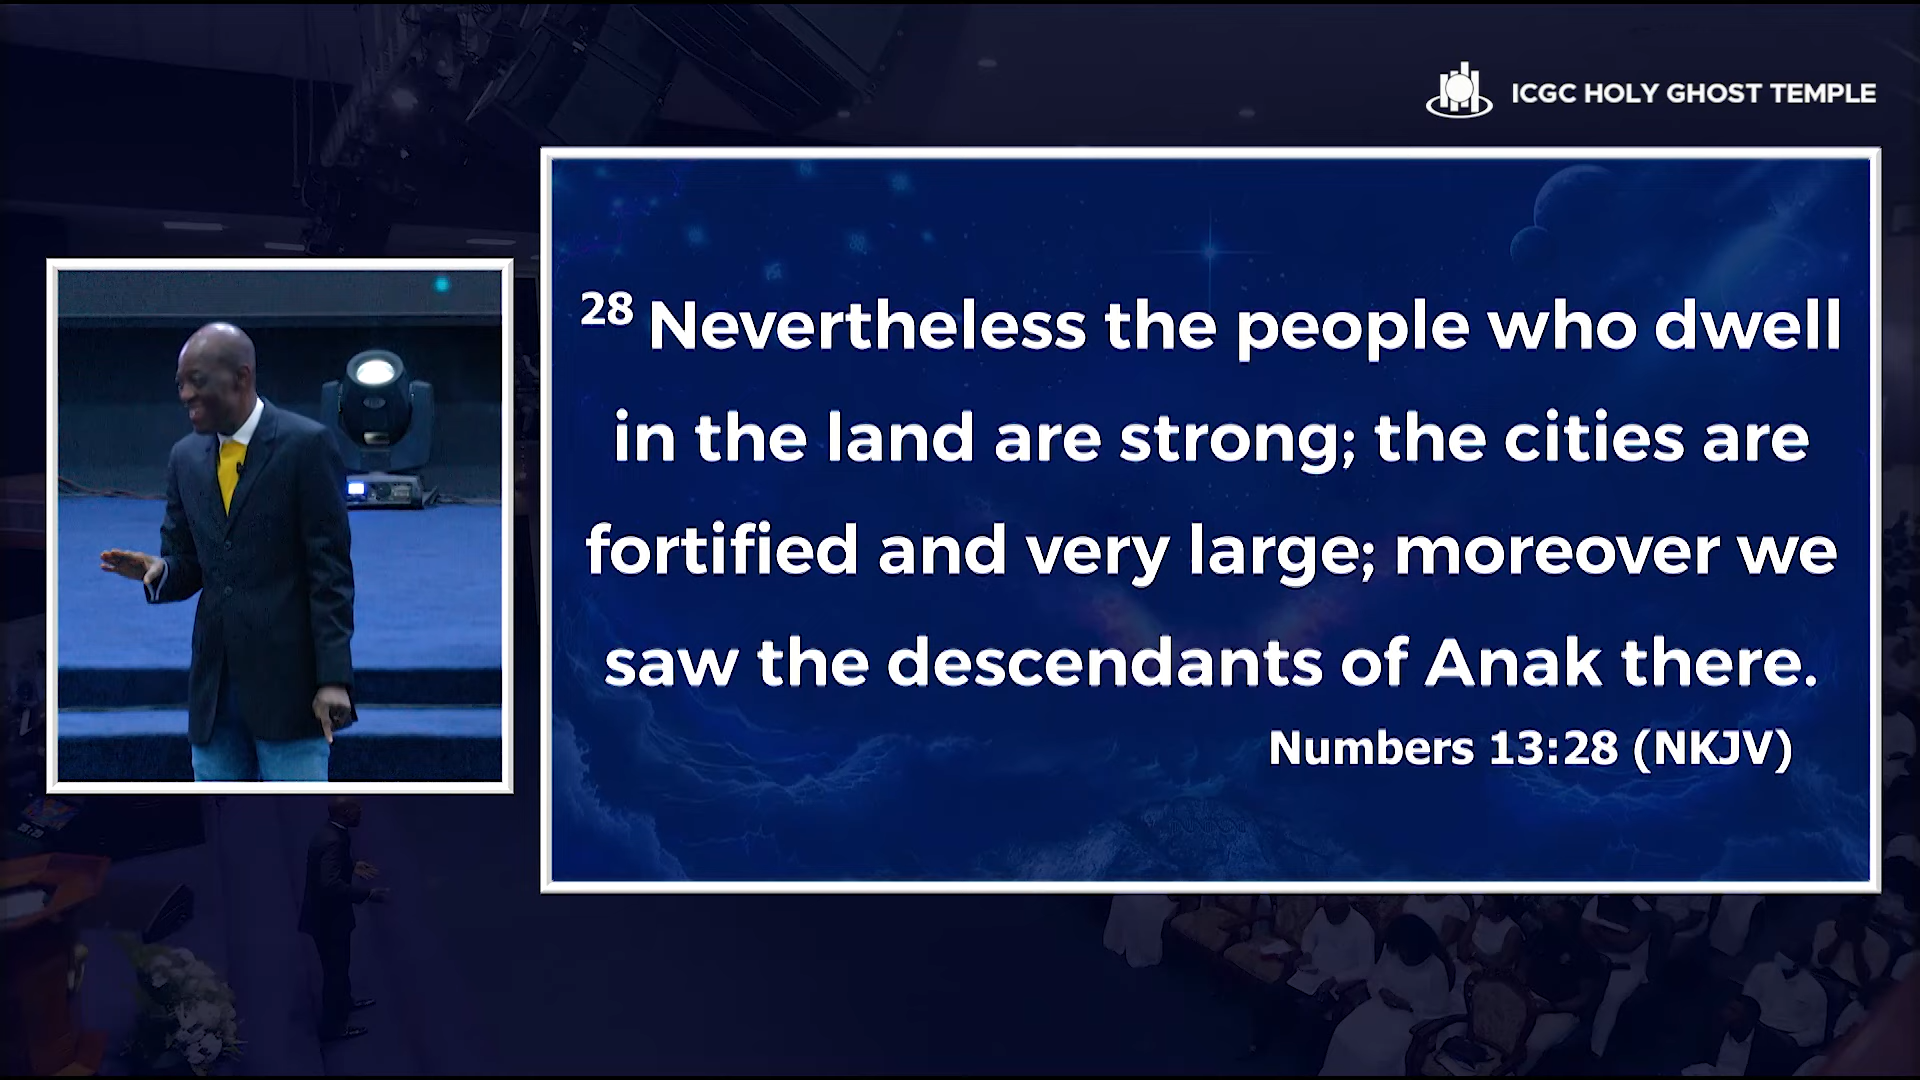 ICGC HOLY GHOST TEMPLE
28 Nevertheless the people who dwell
in the land are strong; the cities are
fortified and very large; moreover we
saw the descendants of Anak there.
Numbers 13:28 (NKJV)